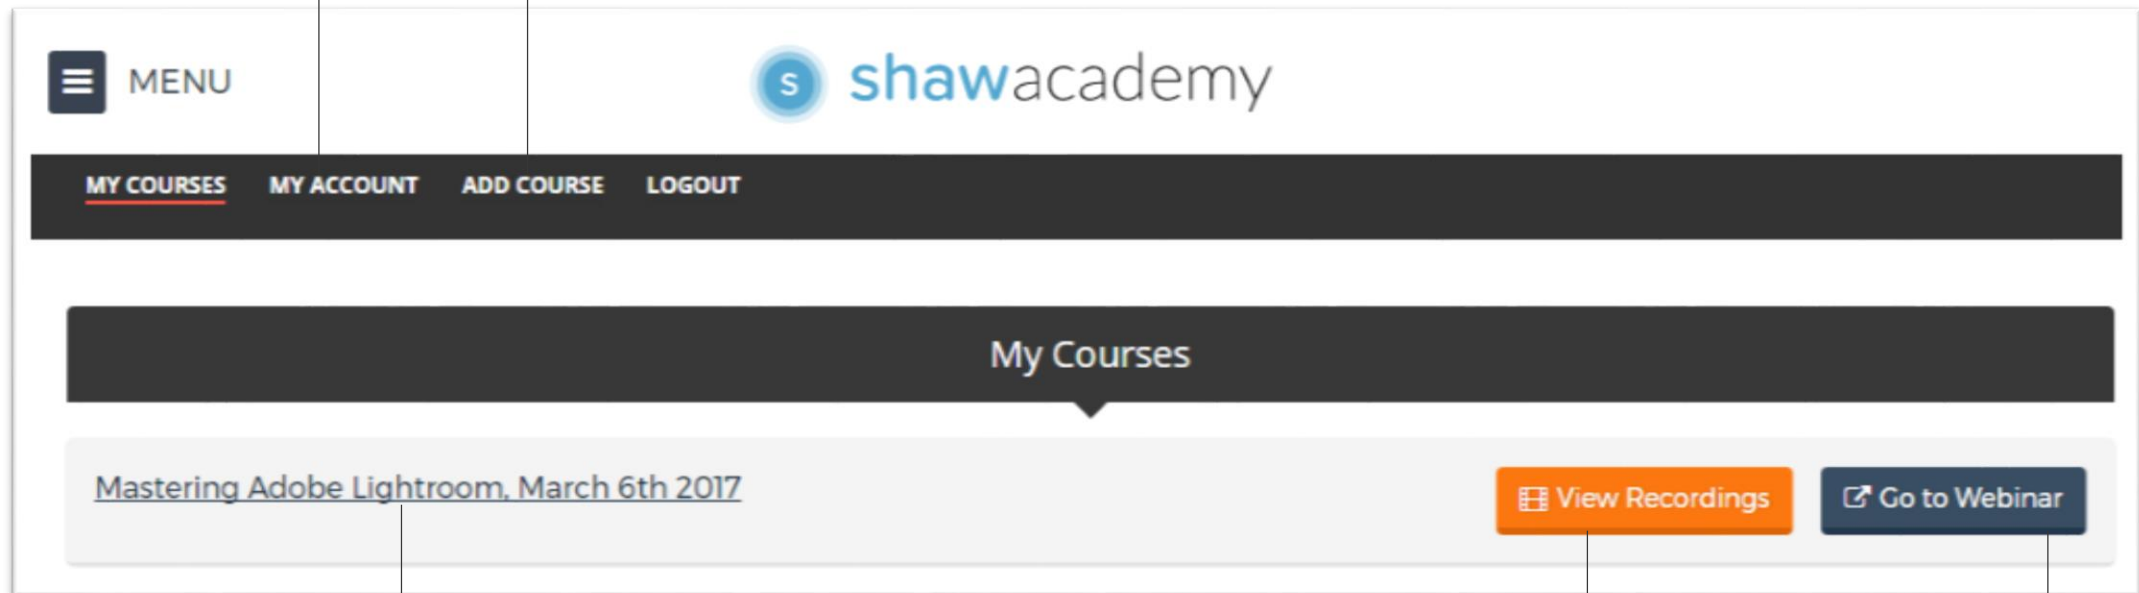 MENU
s shawacademy
MY COURSES MY ACCOUNT ADD COURSE LOGOUT
My Courses
Mastering Adobe Lightroom, March 6th 2017
View Recordings
Go to Webinar